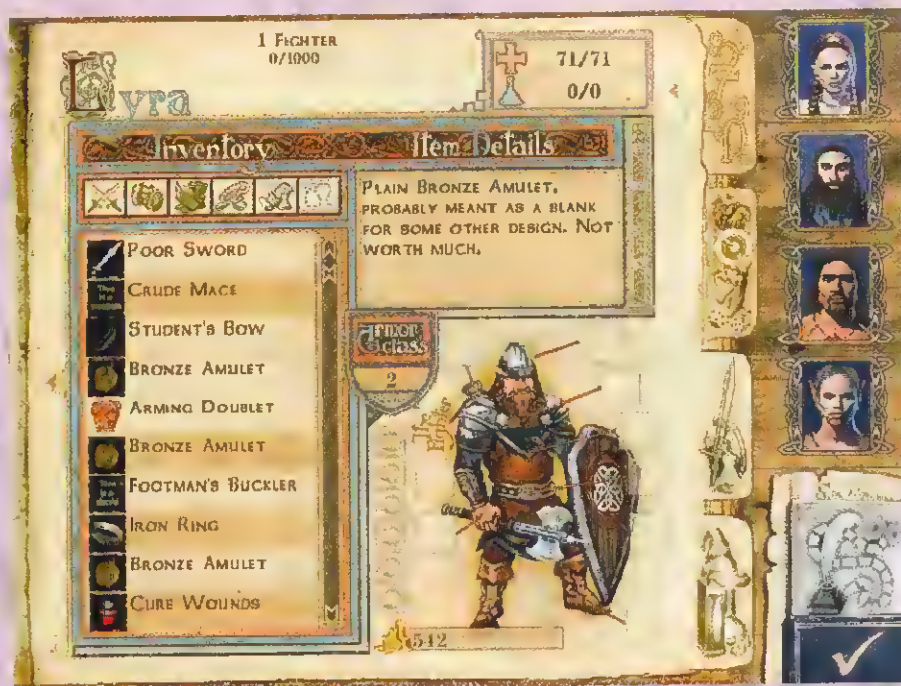 1 Fighter
0/1000
Lyra
71/71
0/0
Inventory
Item Details
Plain Bronze Amulet,
probably meant as a blank
for some other design. Not
worth much.
Poor Sword
Crude Mace
Student's Bow
Bronze Amulet
Arming Doublet
Bronze Amulet
Footman's Buckler
Iron Ring
Bronze Amulet
Cure Wounds
Armor
Class
2
542